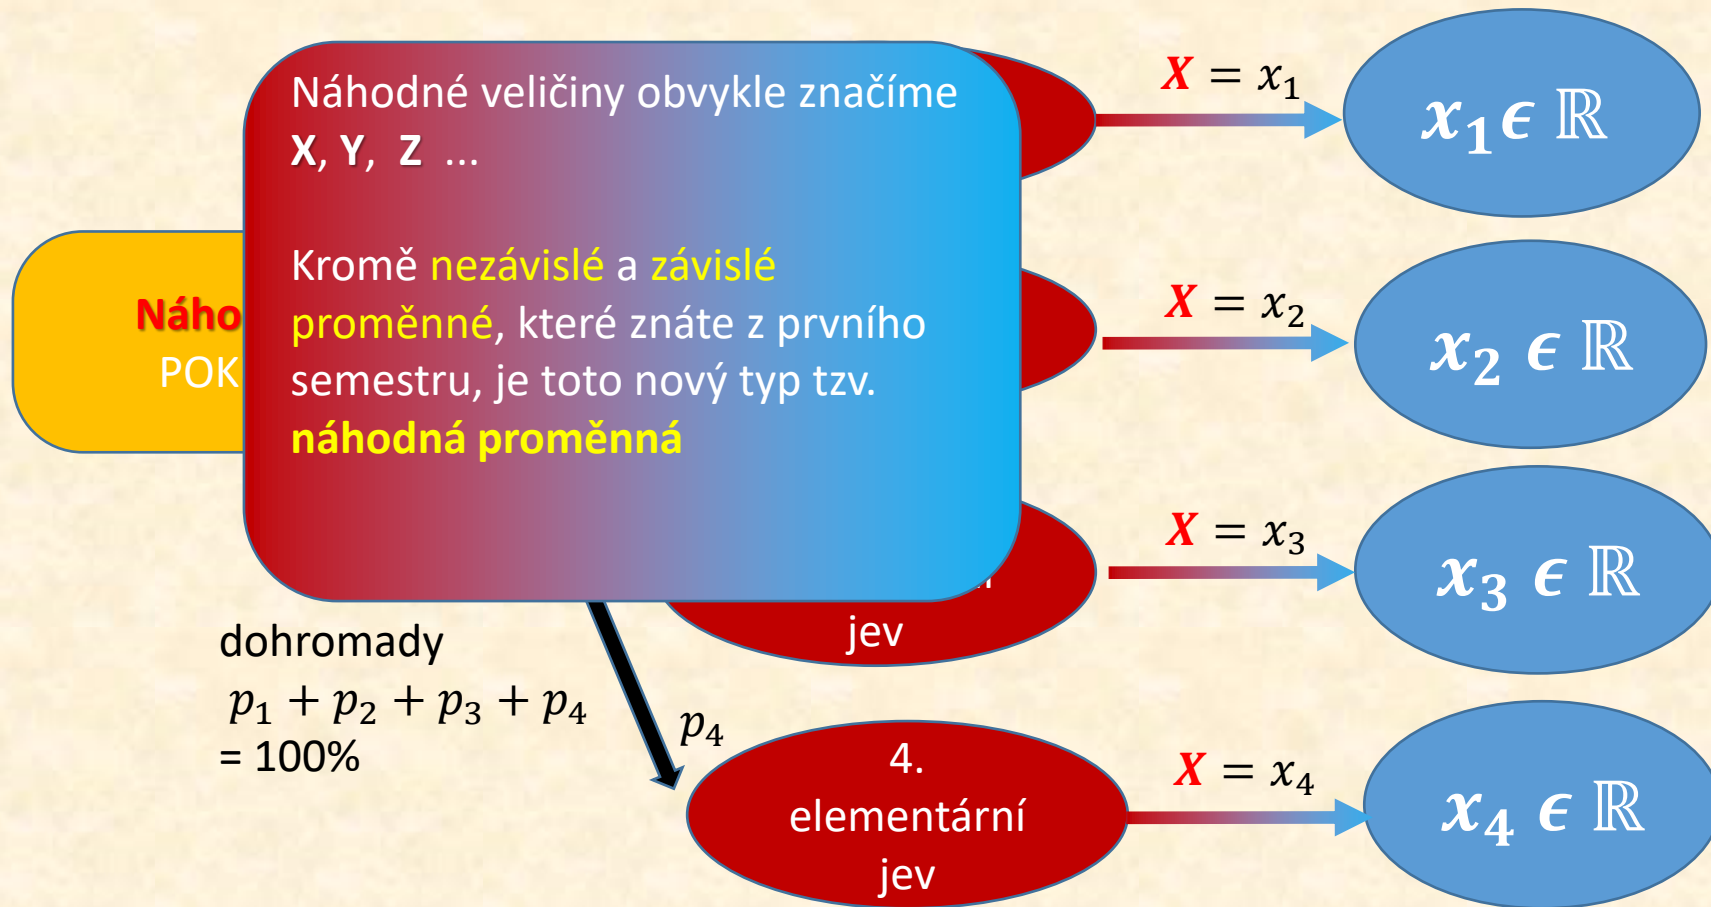 Náhodné veličiny obvykle značíme
X, Y, Z ...
Kromě nezávislé a závislé
proměnné, které znáte z prvního
semestru, je toto nový typ tzv.
náhodná proměnná
Náho
POK
jev
dohromady
p₁ + p₂ + p₃ + p₄
= 100%
p₄
4.
elementární
jev
X = x₁
x₁ ϵ ℝ
X = x₂
x₂ ϵ ℝ
X = x₃
x₃ ϵ ℝ
X = x₄
x₄ ϵ ℝ